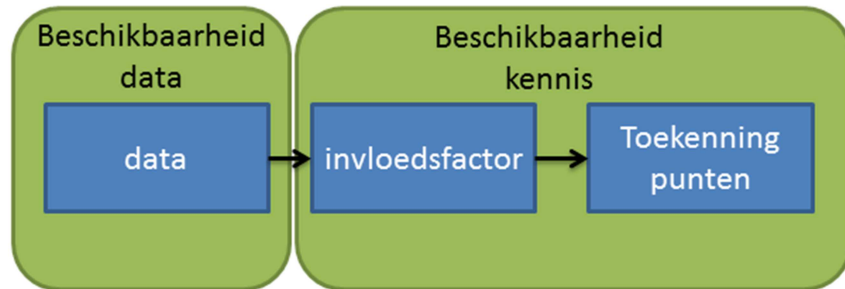 Beschikbaarheid
data
data
Beschikbaarheid
kennis
invloedsfactor
Toekenning
punten